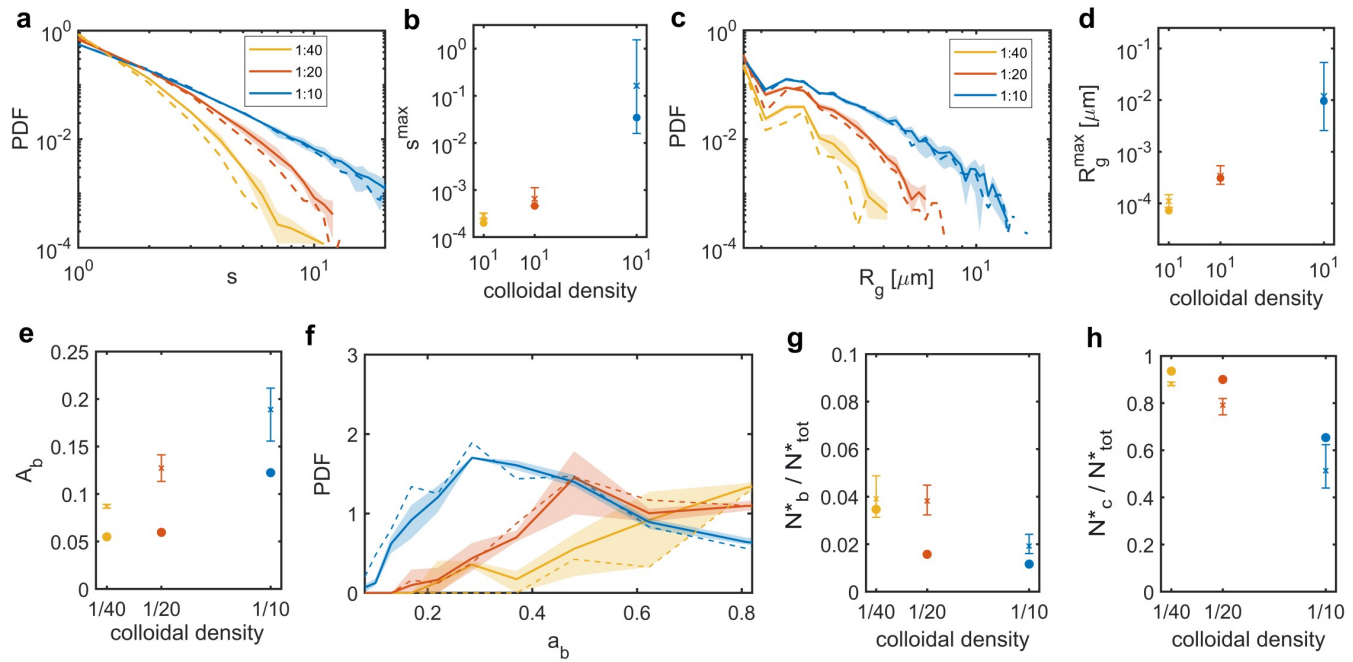 a
PDF
10^0
10^-1
10^-2
10^-3
10^-4
10^0
10^1
s
1:40
1:20
1:10
b
s^max
10^0
10^-1
10^-2
10^-3
10^-4
10^1
10^1
10^1
colloidal density
c
PDF
10^0
10^-2
10^-4
10^1
R_g [μm]
1:40
1:20
1:10
d
R_g^max [μm]
10^-1
10^-2
10^-3
10^-4
10^1
10^1
10^1
colloidal density
e
A_b
0.25
0.2
0.15
0.1
0.05
0
1/40
1/20
1/10
colloidal density
f
PDF
3
2
1
0
0.2
0.4
0.6
0.8
a_b
g
N*_b / N*_tot
0.1
0.08
0.06
0.04
0.02
0
1/40
1/20
1/10
colloidal density
h
N*_c / N*_tot
1
0.8
0.6
0.4
0.2
0
1/40
1/20
1/10
colloidal density